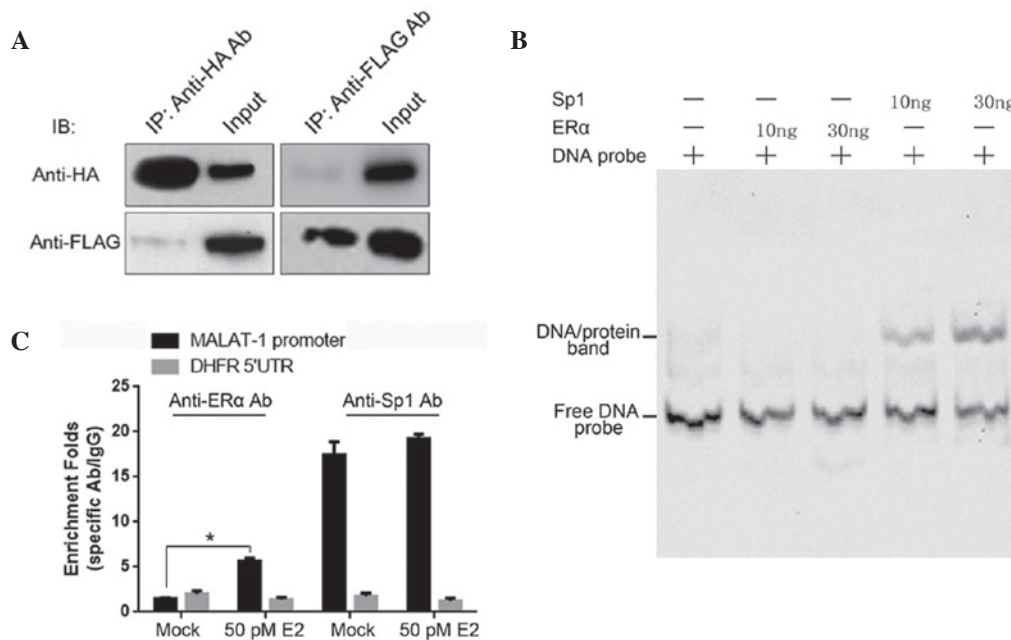 A
IP: Anti-HA Ab
Input
IP: Anti-FLAG Ab
Input
IB:
Anti-HA
Anti-FLAG
B
Sp1 — — — 10ng 30ng
ERα — 10ng 30ng — —
DNA probe + + + + +
DNA/protein
band
Free DNA
probe
C
MALAT-1 promoter
DHFR 5'UTR
Anti-ERα Ab
Anti-Sp1 Ab
Enrichment Folds
(specific Ab/IgG)
25
20
15
10
5
0
*
Mock
50 pM E2
Mock
50 pM E2